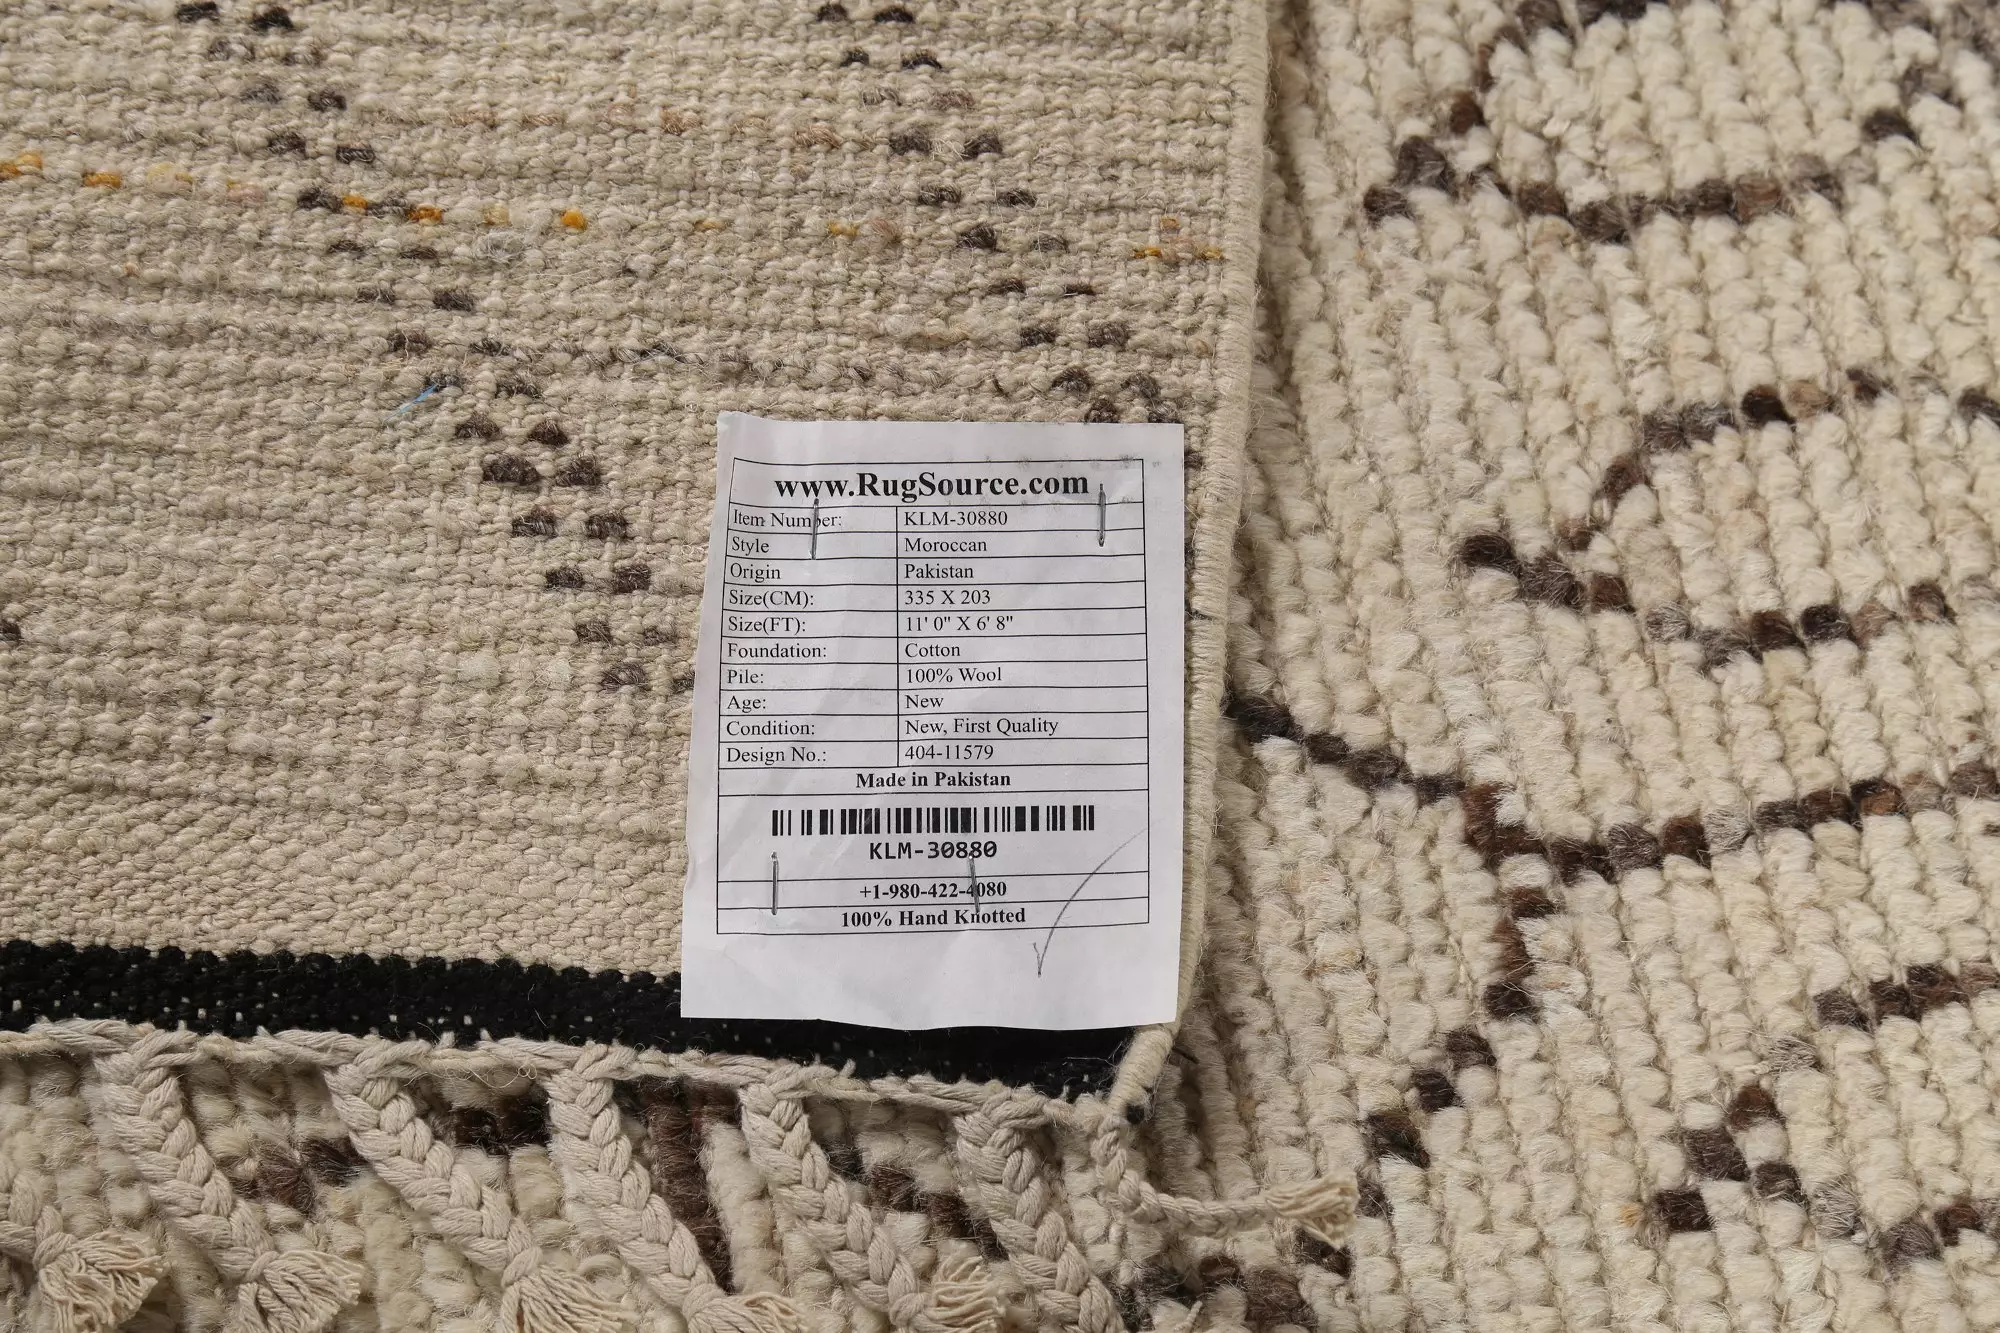 www.RugSource.com
Item Number: KLM-30880
Style Moroccan
Origin Pakistan
Size(CM): 335 X 203
Size(FT): 11' 0" X 6' 8"
Foundation: Cotton
Pile: 100% Wool
Age: New
Condition: New, First Quality
Design No.: 404-11579
Made in Pakistan
KLM-30880
+1-980-422-4080
100% Hand Knotted